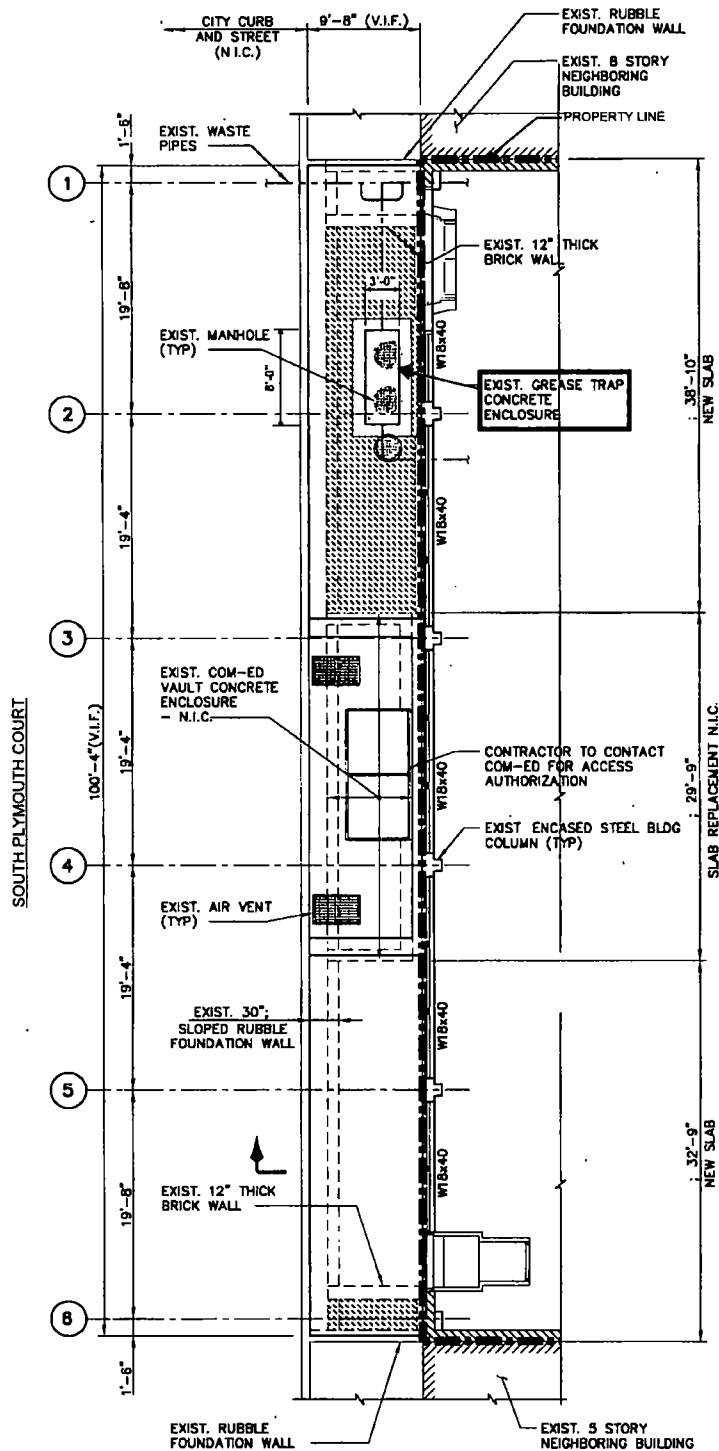 CITY CURB
AND STREET
(N.I.C.)
9'-8" (V.I.F.)
EXIST. RUBBLE
FOUNDATION WALL
EXIST. 8 STORY
NEIGHBORING
BUILDING
PROPERTY LINE
1'-6"
EXIST. WASTE
PIPES
1
EXIST. 12" THICK
BRICK WALL
19'-8"
3'-0"
EXIST. MANHOLE
(TYP)
8'-0"
W18x40
EXIST. GREASE TRAP
CONCRETE
ENCLOSURE
38'-10"
NEW SLAB
2
19'-4"
W18x40
3
EXIST. COM-ED
VAULT CONCRETE
ENCLOSURE
- N.I.C.
SOUTH PLYMOUTH COURT
100'-4" (V.I.F.)
19'-4"
W18x40
CONTRACTOR TO CONTACT
COM-ED FOR ACCESS
AUTHORIZATION
29'-9"
SLAB REPLACEMENT N.I.C.
EXIST ENCASED STEEL BLDG
COLUMN (TYP)
4
EXIST. AIR VENT
(TYP)
19'-4"
EXIST. 30";
SLOPED RUBBLE
FOUNDATION WALL
W18x40
5
19'-8"
EXIST. 12" THICK
BRICK WALL
W18x40
32'-9"
NEW SLAB
6
1'-6"
EXIST. RUBBLE
FOUNDATION WALL
EXIST. 5 STORY
NEIGHBORING BUILDING